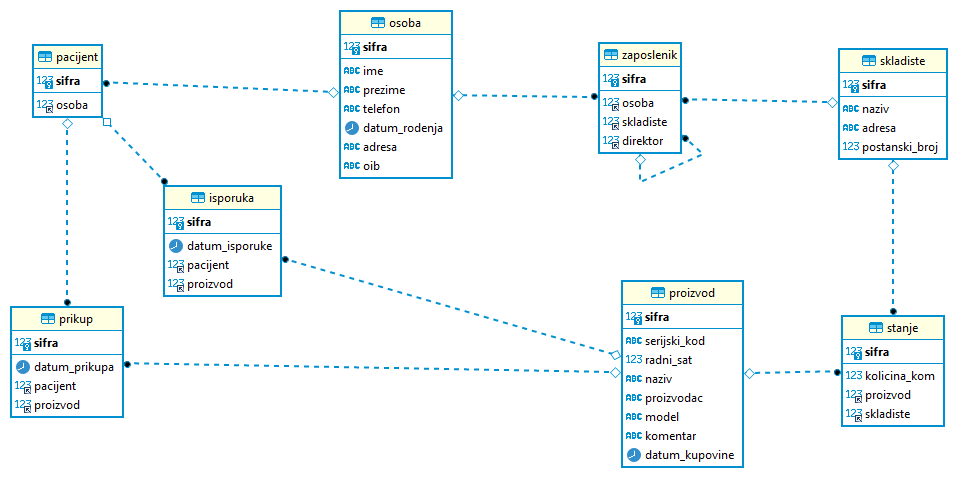 pacijent
123 sifra
123 osoba
osoba
123 sifra
ABC ime
ABC prezime
ABC telefon
datum_rodenja
ABC adresa
ABC oib
zaposlenik
123 sifra
123 osoba
123 skladiste
123 direktor
skladiste
123 sifra
ABC naziv
ABC adresa
123 postanski_broj
isporuka
123 sifra
datum_isporuke
123 pacijent
123 proizvod
prikup
123 sifra
datum_prikupa
123 pacijent
123 proizvod
proizvod
123 sifra
ABC serijski_kod
123 radni_sat
ABC naziv
ABC proizvodac
ABC model
ABC komentar
datum_kupovine
stanje
123 sifra
123 kolicina_kom
123 proizvod
123 skladiste